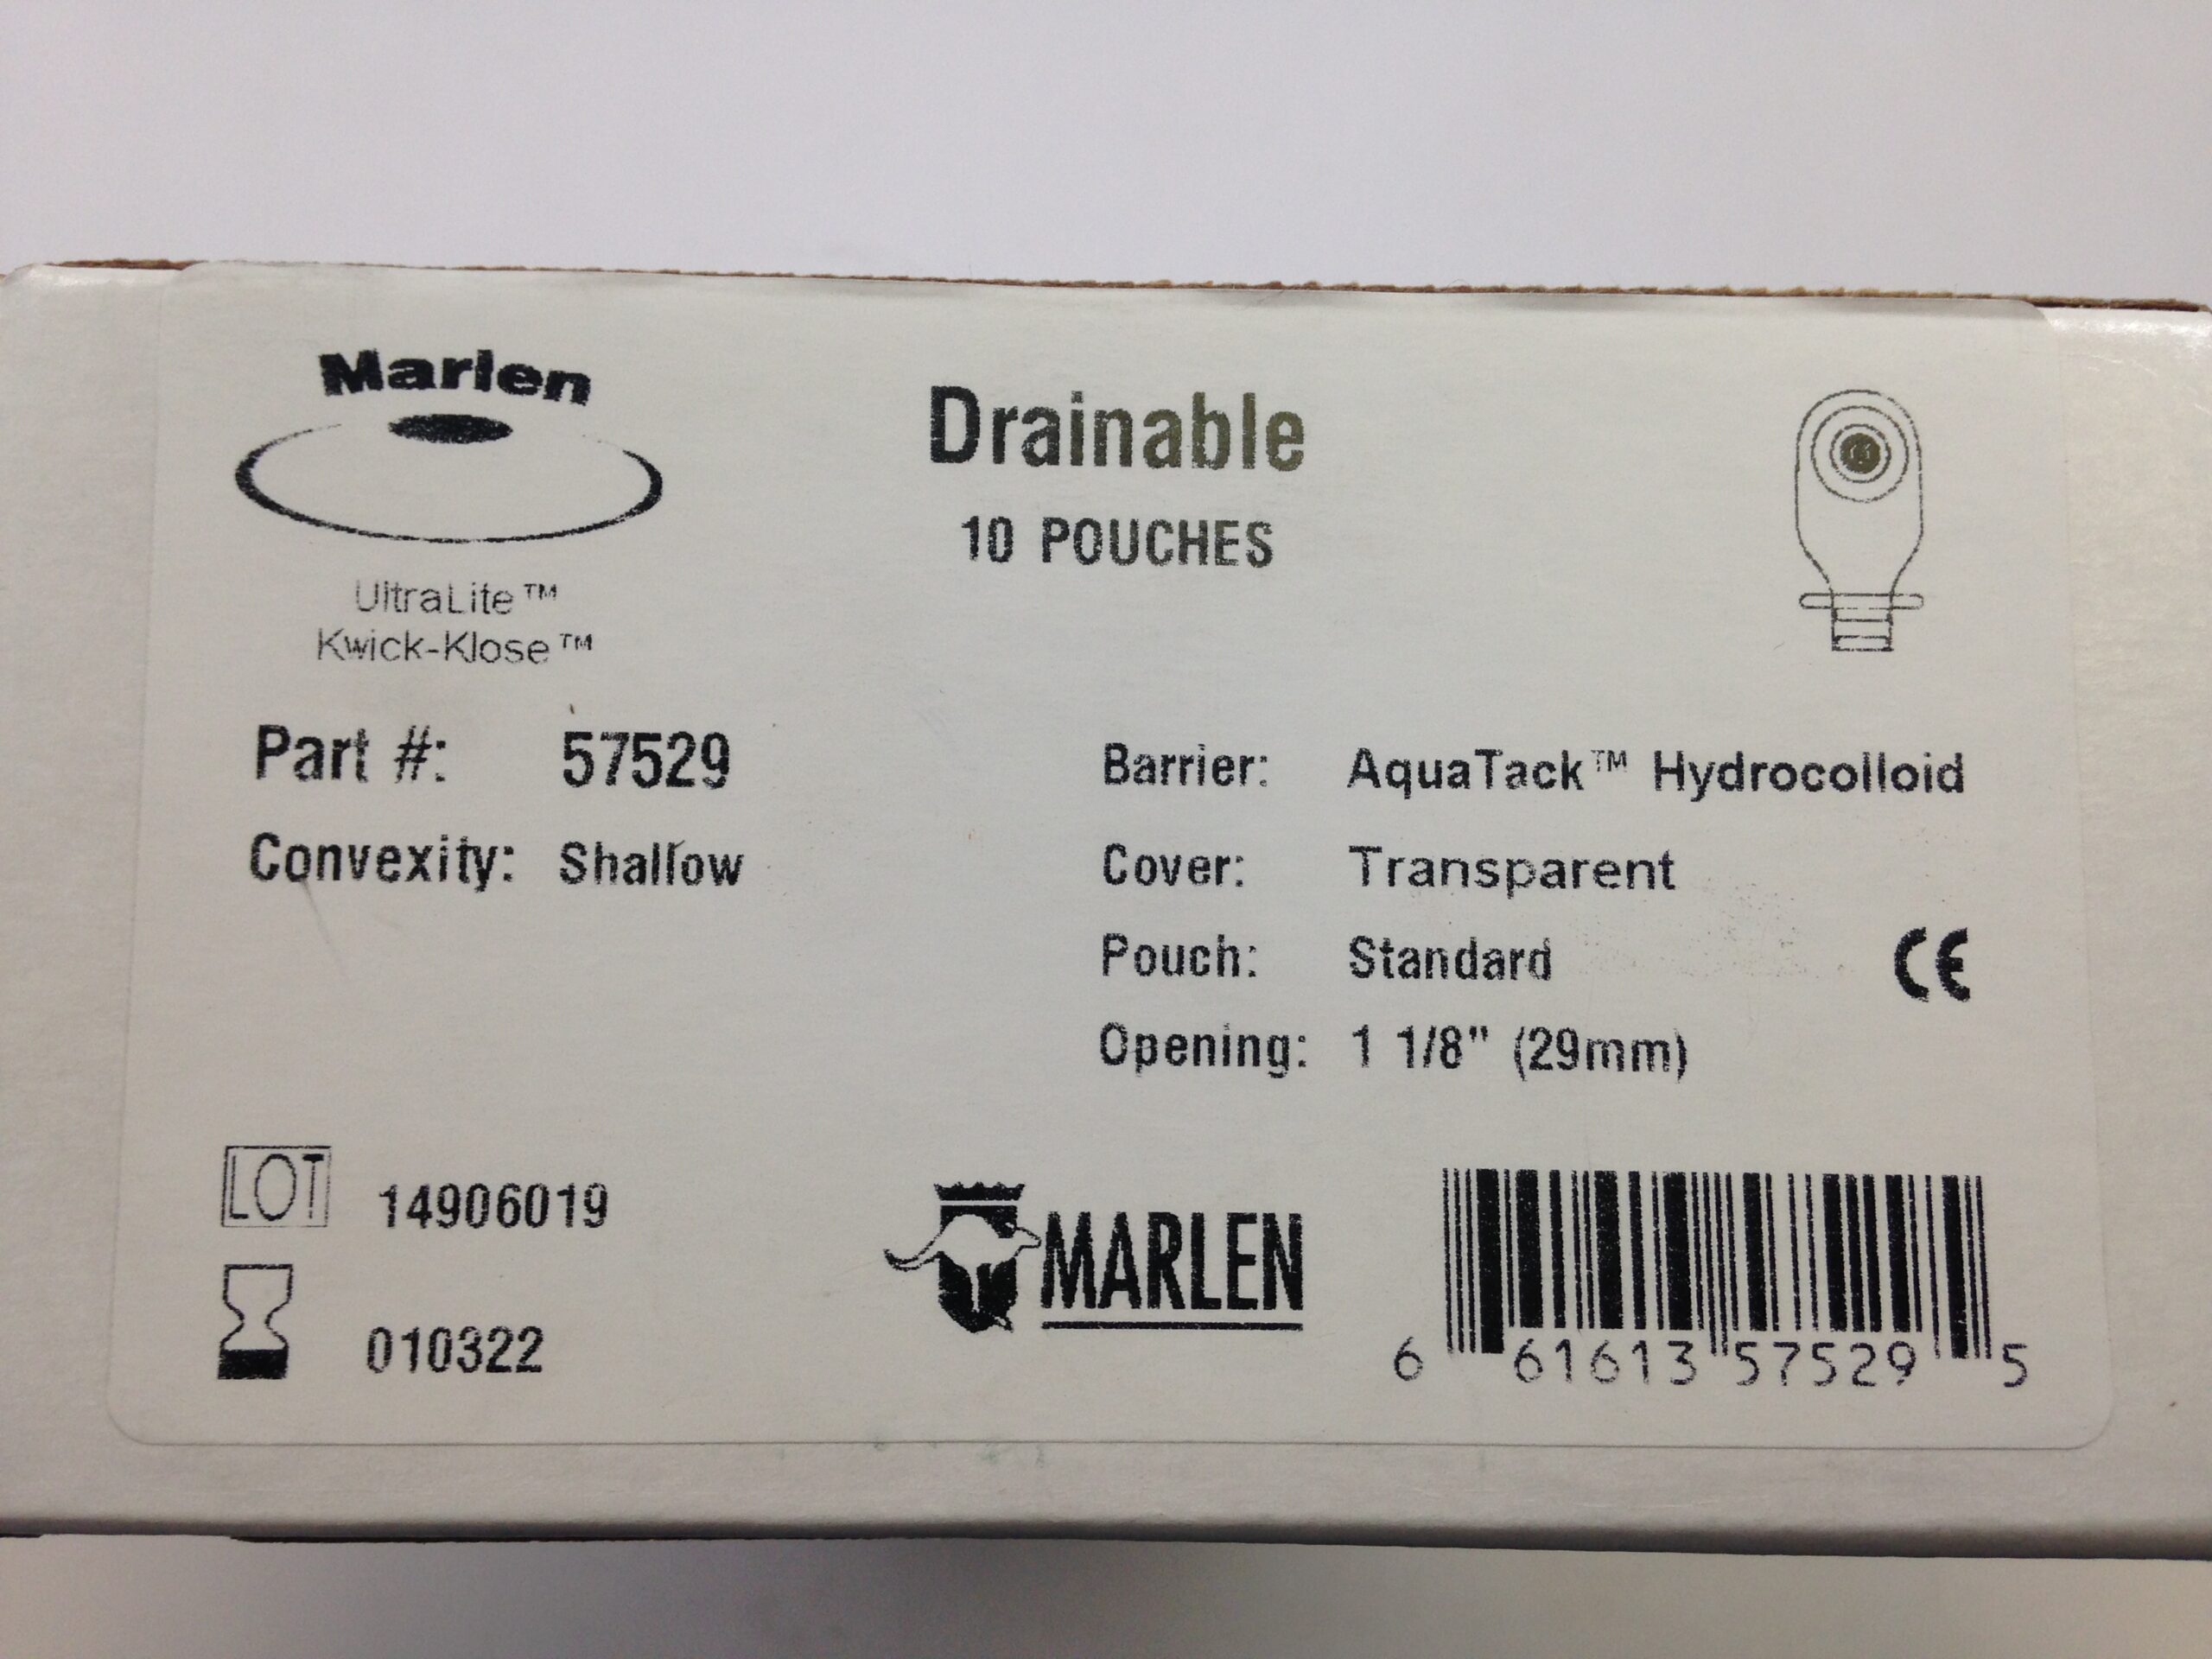 Marlen
UltraLite™
Kwick-Klose™
Drainable
10 POUCHES
Part #: 57529
Convexity: Shallow
Barrier: AquaTack™ Hydrocolloid
Cover: Transparent
Pouch: Standard
CE
Opening: 1 1/8" (29mm)
LOT 14906019
010322
MARLEN
6 61613 57529 5